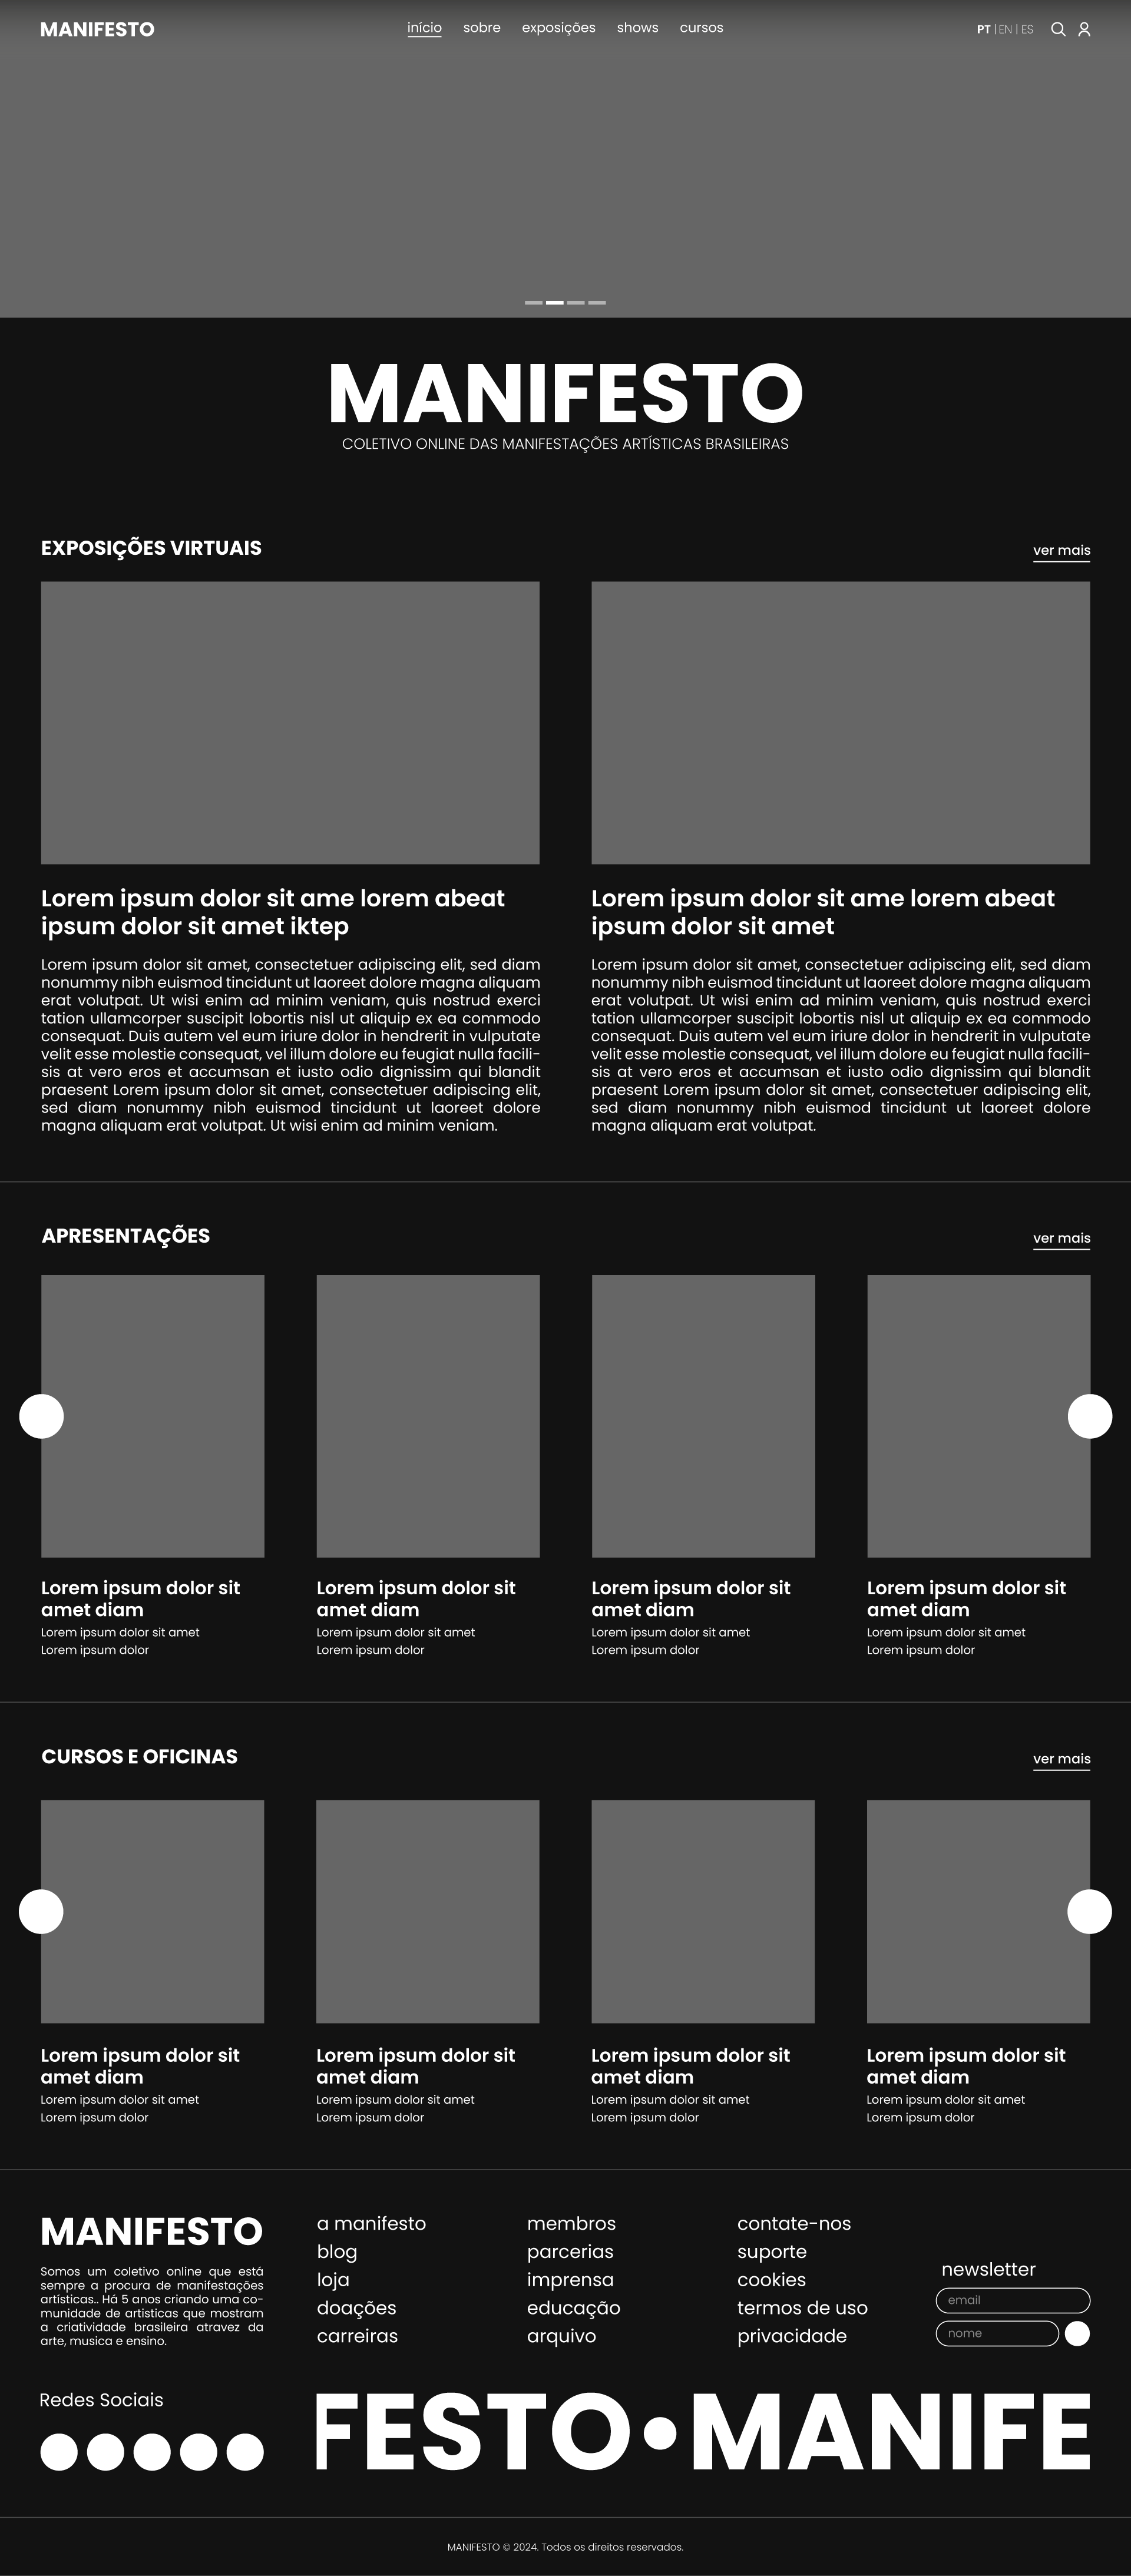 MANIFESTO
início sobre exposições shows cursos
PT | EN | ES
MANIFESTO
COLETIVO ONLINE DAS MANIFESTAÇÕES ARTÍSTICAS BRASILEIRAS
EXPOSIÇÕES VIRTUAIS
ver mais
Lorem ipsum dolor sit ame lorem abeat
ipsum dolor sit amet iktep
Lorem ipsum dolor sit amet, consectetuer adipiscing elit, sed diam
nonummy nibh euismod tincidunt ut laoreet dolore magna aliquam
erat volutpat. Ut wisi enim ad minim veniam, quis nostrud exerci
tation ullamcorper suscipit lobortis nisl ut aliquip ex ea commodo
consequat. Duis autem vel eum iriure dolor in hendrerit in vulputate
velit esse molestie consequat, vel illum dolore eu feugiat nulla facili-
sis at vero eros et accumsan et iusto odio dignissim qui blandit
praesent Lorem ipsum dolor sit amet, consectetuer adipiscing elit,
sed diam nonummy nibh euismod tincidunt ut laoreet dolore
magna aliquam erat volutpat. Ut wisi enim ad minim veniam.
Lorem ipsum dolor sit ame lorem abeat
ipsum dolor sit amet
Lorem ipsum dolor sit amet, consectetuer adipiscing elit, sed diam
nonummy nibh euismod tincidunt ut laoreet dolore magna aliquam
erat volutpat. Ut wisi enim ad minim veniam, quis nostrud exerci
tation ullamcorper suscipit lobortis nisl ut aliquip ex ea commodo
consequat. Duis autem vel eum iriure dolor in hendrerit in vulputate
velit esse molestie consequat, vel illum dolore eu feugiat nulla facili-
sis at vero eros et accumsan et iusto odio dignissim qui blandit
praesent Lorem ipsum dolor sit amet, consectetuer adipiscing elit,
sed diam nonummy nibh euismod tincidunt ut laoreet dolore
magna aliquam erat volutpat.
APRESENTAÇÕES
ver mais
Lorem ipsum dolor sit
amet diam
Lorem ipsum dolor sit amet
Lorem ipsum dolor
Lorem ipsum dolor sit
amet diam
Lorem ipsum dolor sit amet
Lorem ipsum dolor
Lorem ipsum dolor sit
amet diam
Lorem ipsum dolor sit amet
Lorem ipsum dolor
Lorem ipsum dolor sit
amet diam
Lorem ipsum dolor sit amet
Lorem ipsum dolor
CURSOS E OFICINAS
ver mais
Lorem ipsum dolor sit
amet diam
Lorem ipsum dolor sit amet
Lorem ipsum dolor
Lorem ipsum dolor sit
amet diam
Lorem ipsum dolor sit amet
Lorem ipsum dolor
Lorem ipsum dolor sit
amet diam
Lorem ipsum dolor sit amet
Lorem ipsum dolor
Lorem ipsum dolor sit
amet diam
Lorem ipsum dolor sit amet
Lorem ipsum dolor
MANIFESTO
Somos um coletivo online que está
sempre a procura de manifestações
artísticas.. Há 5 anos criando uma co-
munidade de artisticas que mostram
a criatividade brasileira atravez da
arte, musica e ensino.
a manifesto
blog
loja
doações
carreiras
membros
parcerias
imprensa
educação
arquivo
contate-nos
suporte
cookies
termos de uso
privacidade
newsletter
email
nome
Redes Sociais
FESTO•MANIFE
MANIFESTO © 2024. Todos os direitos reservados.